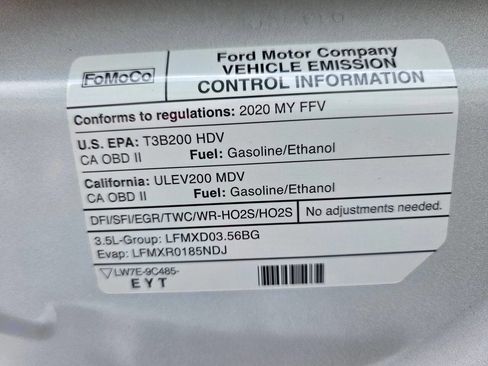 FoMoCo
Ford Motor Company
VEHICLE EMISSION
CONTROL INFORMATION
Conforms to regulations: 2020 MY FFV
U.S. EPA: T3B200 HDV
CA OBD II Fuel: Gasoline/Ethanol
California: ULEV200 MDV
CA OBD II Fuel: Gasoline/Ethanol
DFI/SFI/EGR/TWC/WR-HO2S/HO2S No adjustments needed.
3.5L-Group: LFMXD03.56BG
Evap: LFMXR0185NDJ
LW7E-9C485-
EYT